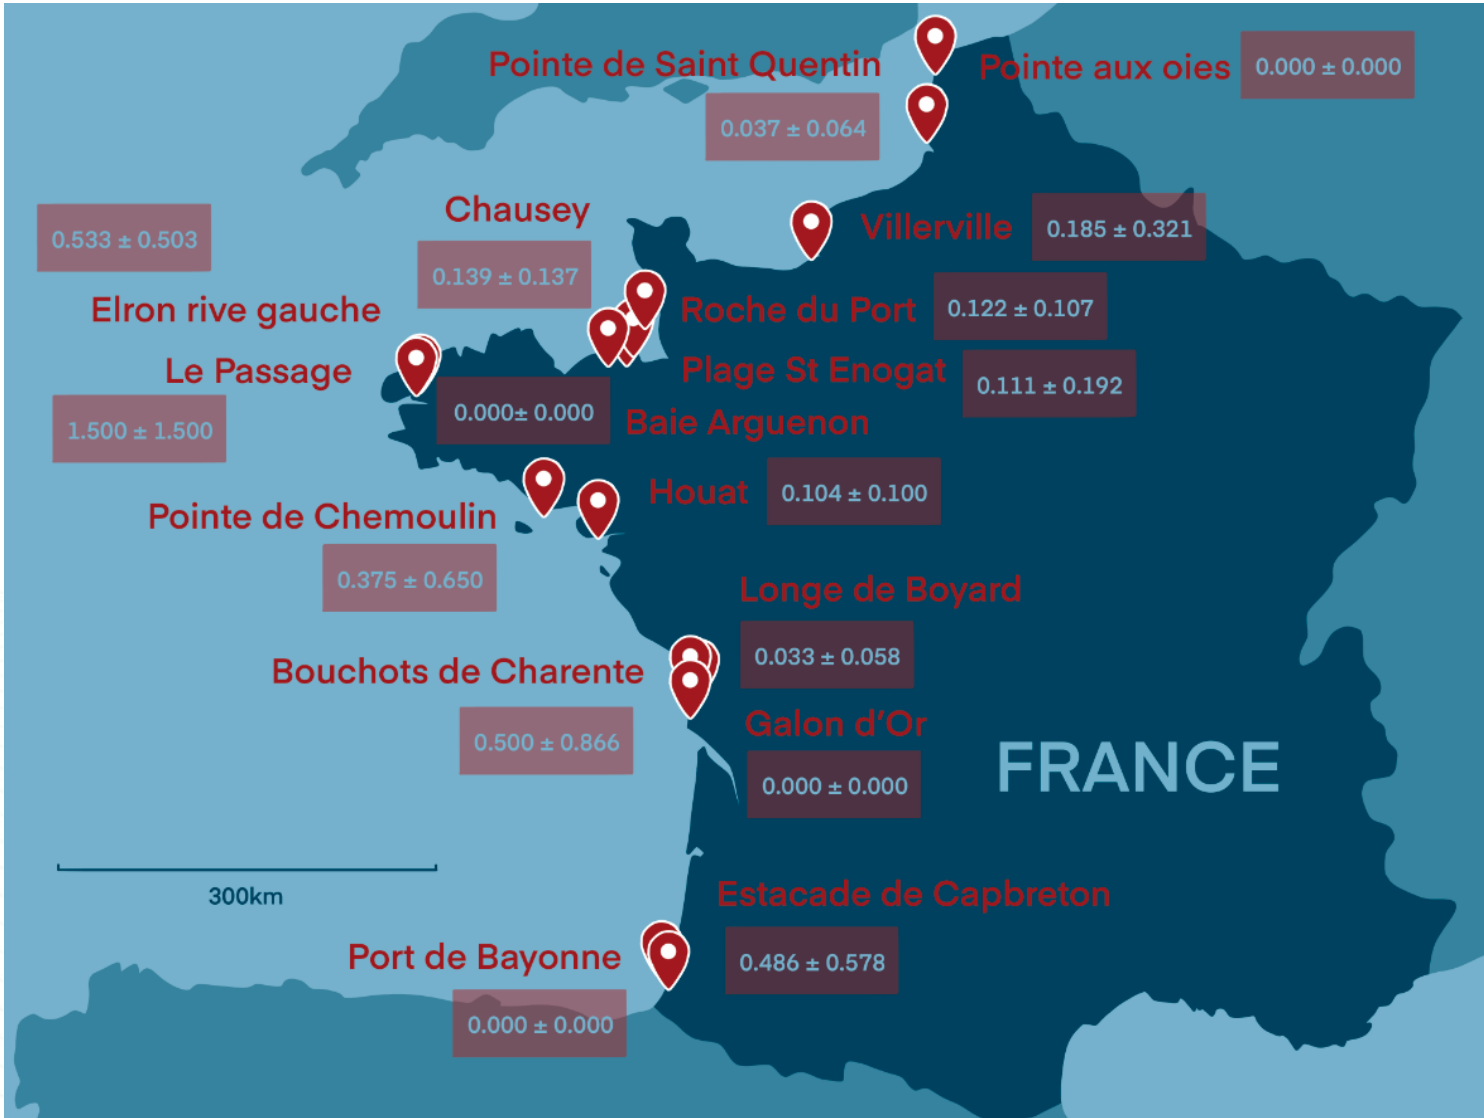 Pointe de Saint Quentin
0.037 ± 0.064
Pointe aux oies
0.000 ± 0.000
Chausey
0.139 ± 0.137
Villerville
0.185 ± 0.321
0.533 ± 0.503
Elron rive gauche
Roche du Port
0.122 ± 0.107
Le Passage
1.500 ± 1.500
Plage St Enogat
0.111 ± 0.192
0.000± 0.000
Baie Arguenon
Houat
0.104 ± 0.100
Pointe de Chemoulin
0.375 ± 0.650
Longe de Boyard
0.033 ± 0.058
Bouchots de Charente
0.500 ± 0.866
Galon d'Or
0.000 ± 0.000
FRANCE
300km
Estacade de Capbreton
0.486 ± 0.578
Port de Bayonne
0.000 ± 0.000